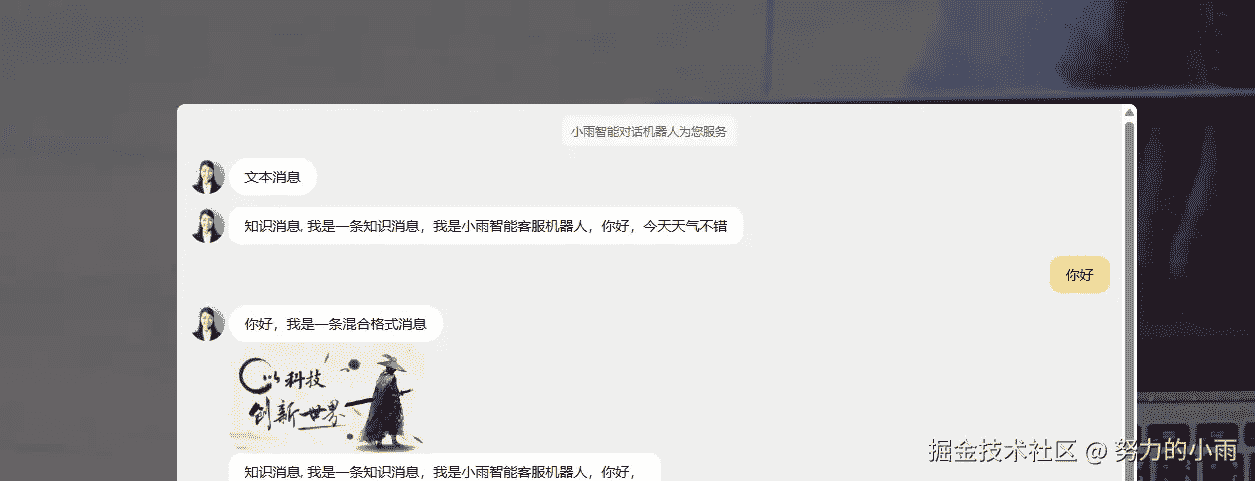 小雨智能对话机器人为您服务
文本消息
知识消息, 我是一条知识消息，我是小雨智能客服机器人，你好，今天天气不错
你好
你好，我是一条混合格式消息
以科技
创新世界
知识消息, 我是一条知识消息，我是小雨智能客服机器人，你好，
掘金技术社区 @ 努力的小雨